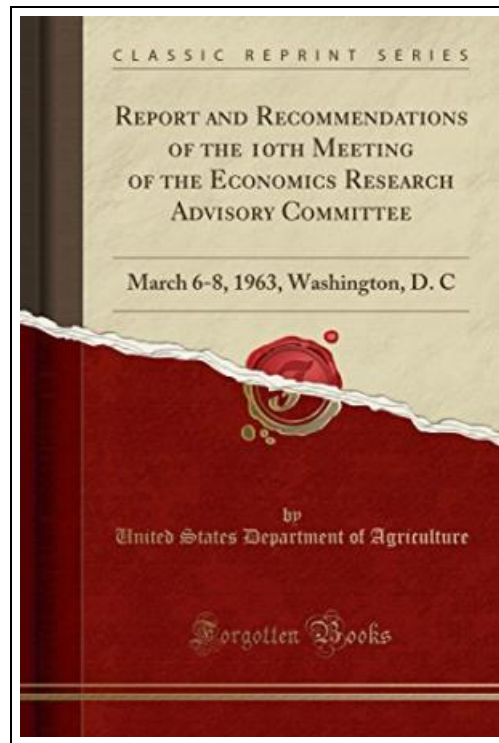 CLASSIC REPRINT SERIES
REPORT AND RECOMMENDATIONS
OF THE 10TH MEETING
OF THE ECONOMICS RESEARCH
ADVISORY COMMITTEE
March 6-8, 1963, Washington, D. C
by
United States Department of Agriculture
Forgotten Books